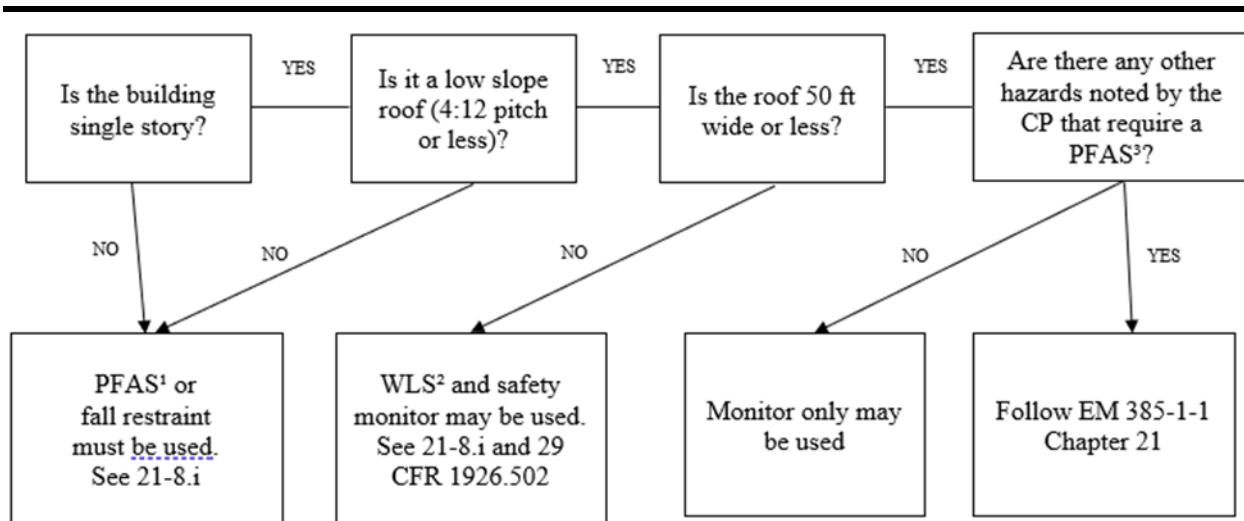 Is the building
single story?
YES
Is it a low slope
roof (4:12 pitch
or less)?
YES
Is the roof 50 ft
wide or less?
YES
Are there any other
hazards noted by the
CP that require a
PFAS³?
NO
NO
NO
NO
YES
PFAS¹ or
fall restraint
must be used.
See 21-8.i
WLS² and safety
monitor may be used.
See 21-8.i and 29
CFR 1926.502
Monitor only may
be used
Follow EM 385-1-1
Chapter 21